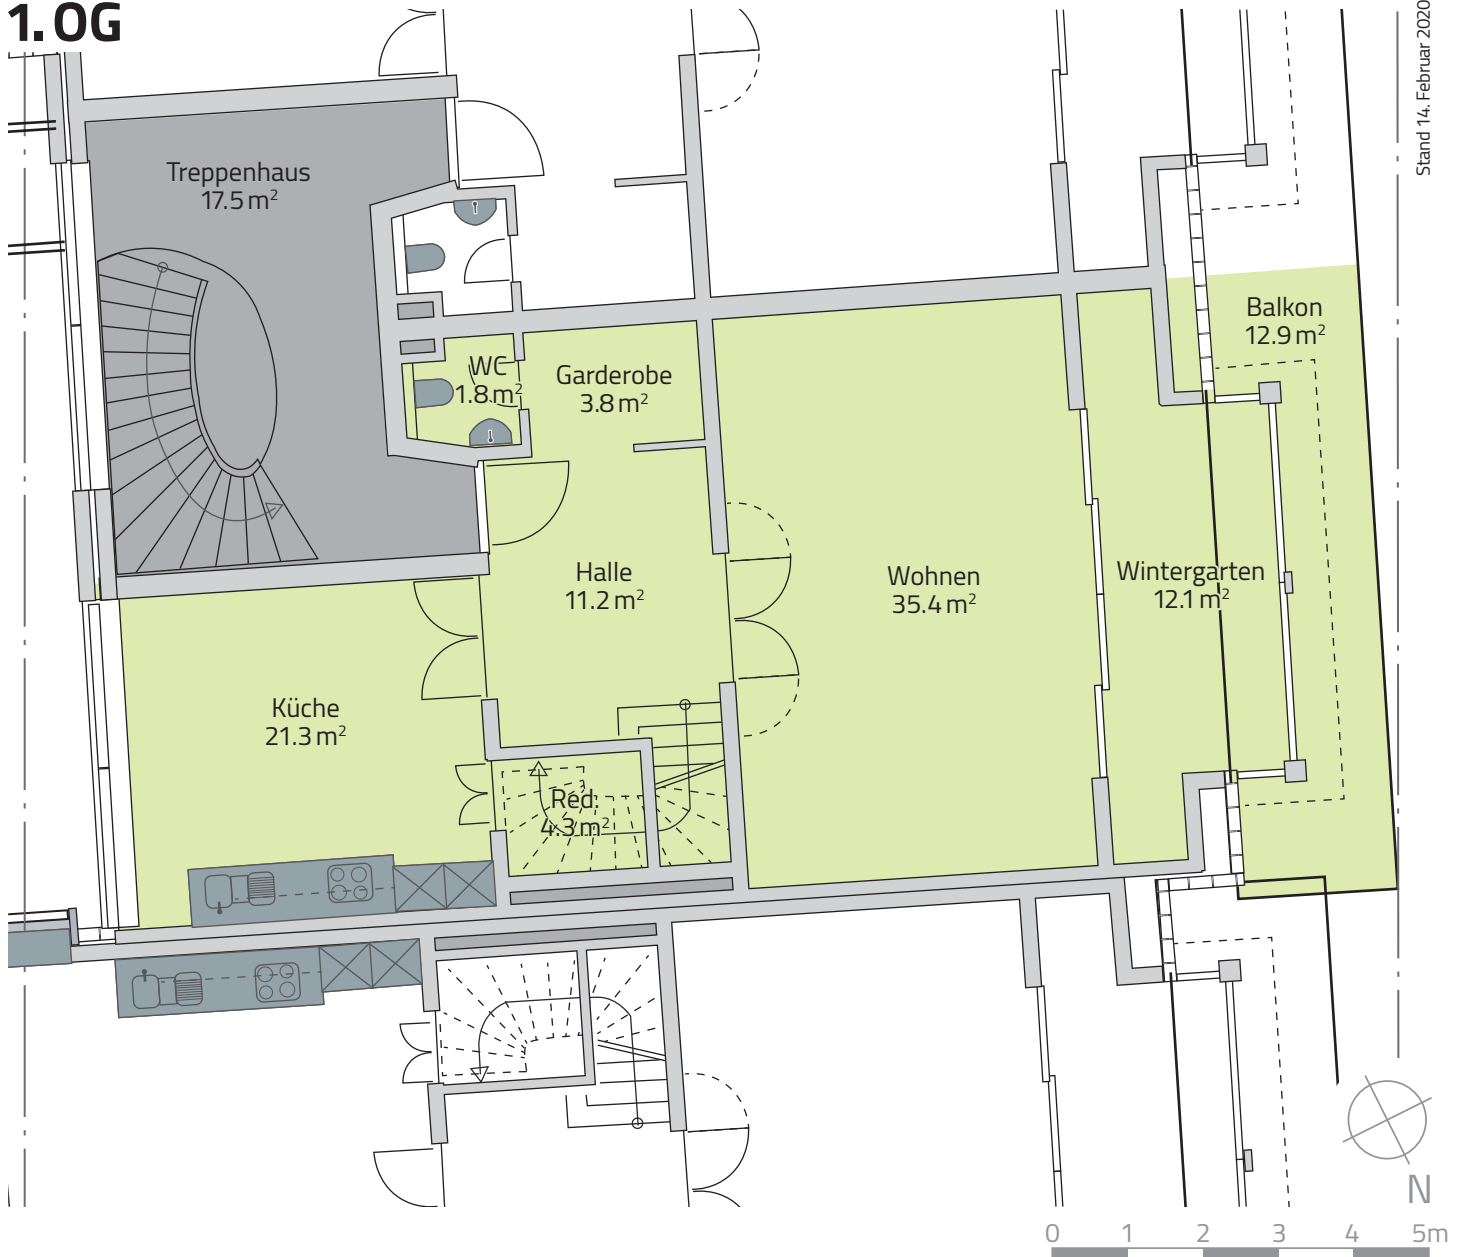 1. OG
Stand 14. Februar 2020
Treppenhaus
17.5 m²
Balkon
12.9 m²
WC
1.8 m²
Garderobe
3.8 m²
Halle
11.2 m²
Wohnen
35.4 m²
Wintergarten
12.1 m²
Küche
21.3 m²
Red.
4.3 m²
N
0 1 2 3 4 5m